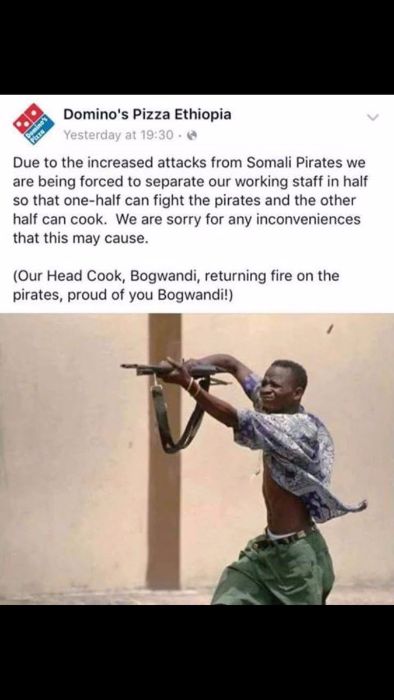 Domino's Pizza Ethiopia
Yesterday at 19:30 ·
Due to the increased attacks from Somali Pirates we
are being forced to separate our working staff in half
so that one-half can fight the pirates and the other
half can cook.  We are sorry for any inconveniences
that this may cause.
(Our Head Cook, Bogwandi, returning fire on the
pirates, proud of you Bogwandi!)
Domino's
Pizza